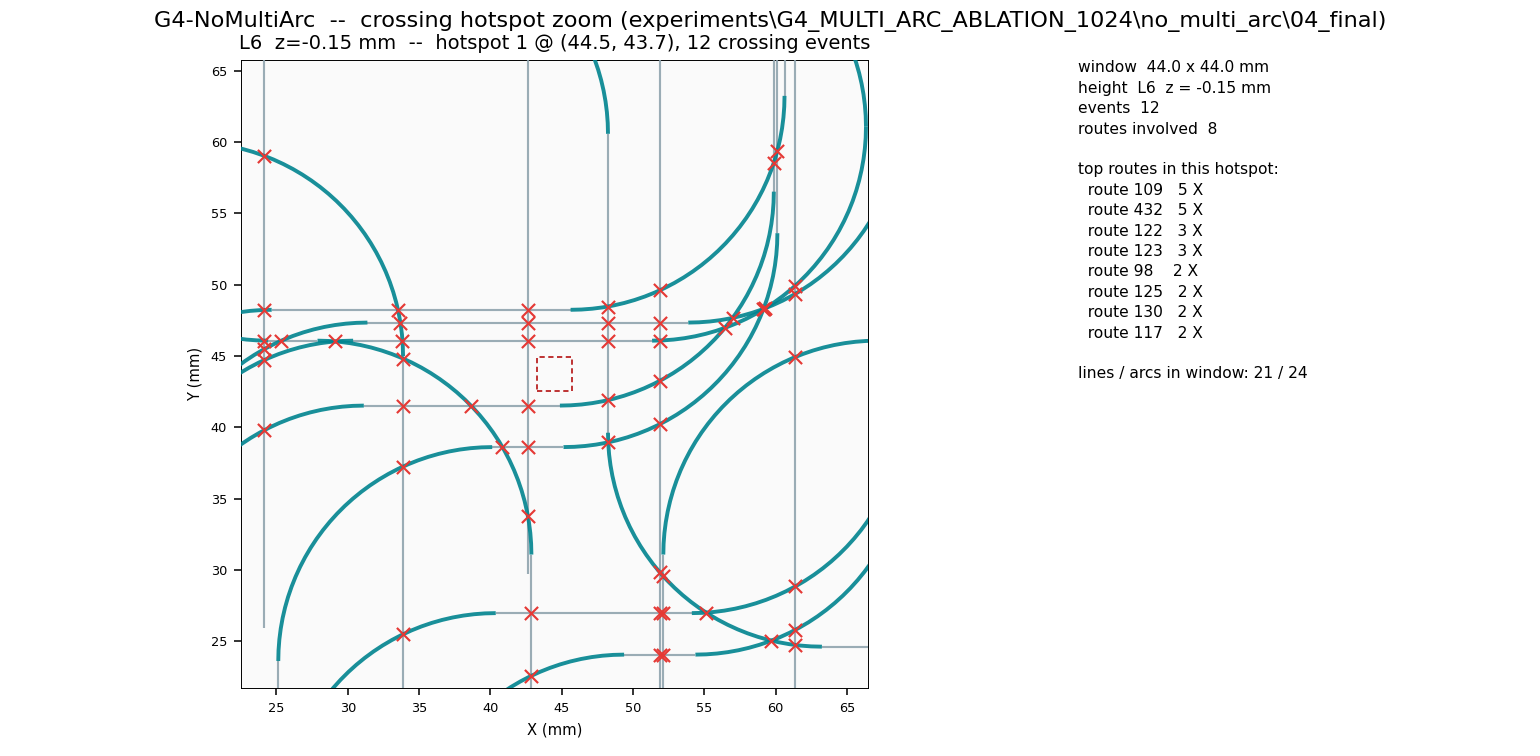 G4-NoMultiArc -- crossing hotspot zoom (experiments\G4_MULTI_ARC_ABLATION_1024\no_multi_arc\04_final)
L6 z=-0.15 mm -- hotspot 1 @ (44.5, 43.7), 12 crossing events
window 44.0 x 44.0 mm
height L6 z = -0.15 mm
events 12
routes involved 8
top routes in this hotspot:
route 109 5 X
route 432 5 X
route 122 3 X
route 123 3 X
route 98 2 X
route 125 2 X
route 130 2 X
route 117 2 X
lines / arcs in window: 21 / 24
Y (mm)
65
60
55
50
45
40
35
30
25
25 30 35 40 45 50 55 60 65
X (mm)